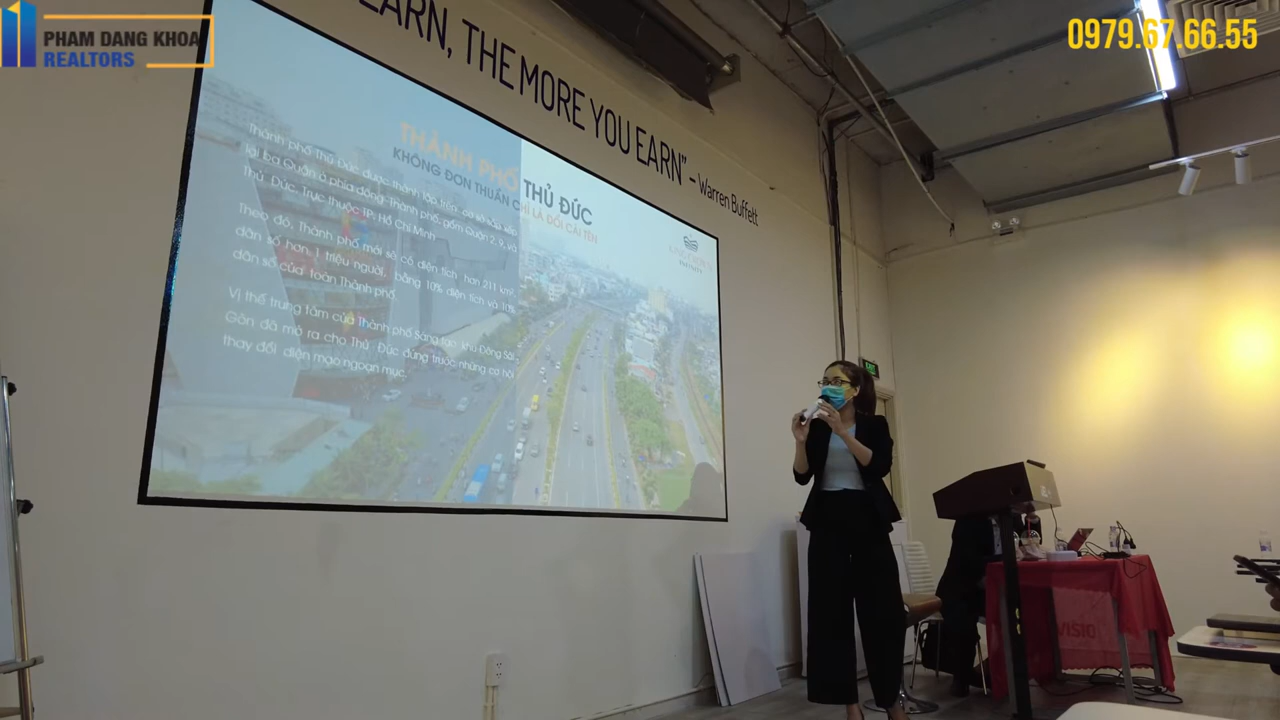 PHAM DANG KHOA
REALTORS
0979.67.66.55
EARN, THE MORE YOU EARN" – Warren Buffett
THÀNH PHỐ THỦ ĐỨC
KHÔNG ĐƠN THUẦN CHỈ LÀ ĐỔI CÁI TÊN
Thành phố Thủ Đức được thành lập trên cơ sở sáp xếp
lại ba Quận ở phía đông Thành phố, gồm Quận 2, 9, và
Thủ Đức. Trực thuộc TP. Hồ Chí Minh
Theo đó, Thành phố mới sẽ có diện tích hơn 211 km²,
dân số hơn 1 triệu người, bằng 10% diện tích và 10%
dân số của toàn Thành phố.
Vị thế trung tâm của Thành phố Sáng tạo khu Đông Sài
Gòn đã mở ra cho Thủ Đức đứng trước những cơ hội
thay đổi diện mạo ngoạn mục.
INFINITY
EXIT
VISIO